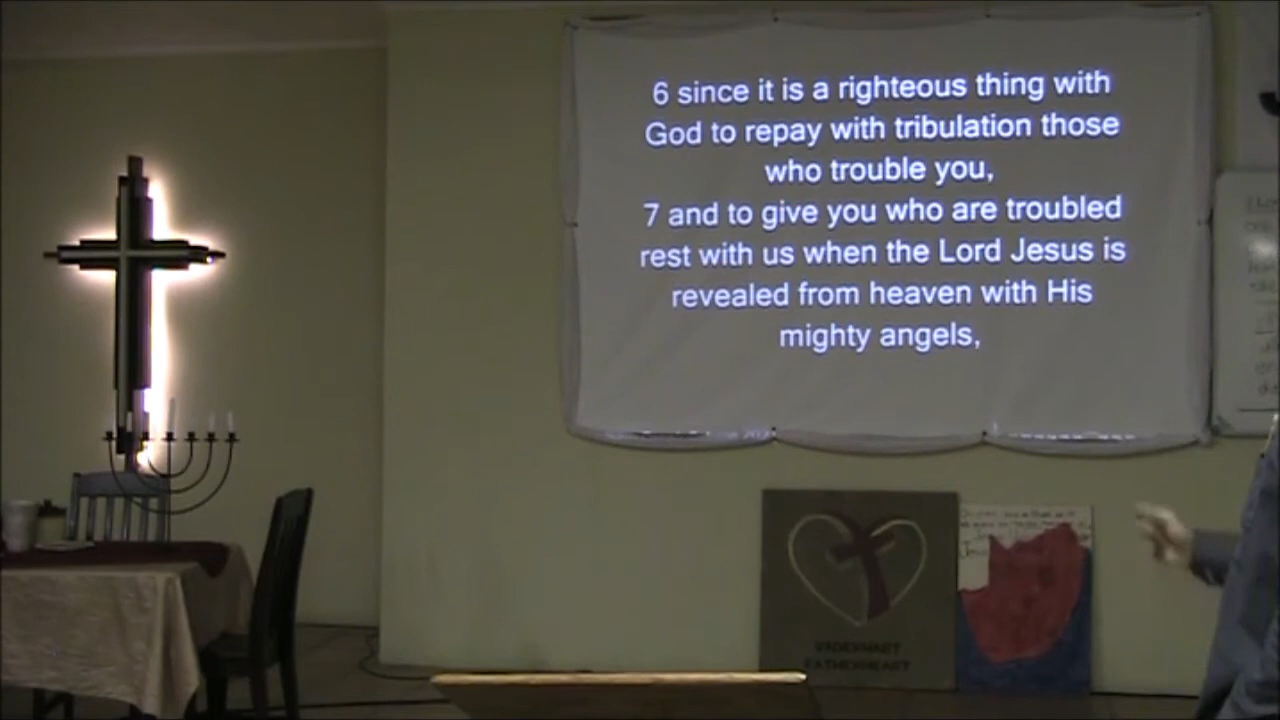 6 since it is a righteous thing with
God to repay with tribulation those
who trouble you,
7 and to give you who are troubled
rest with us when the Lord Jesus is
revealed from heaven with His
mighty angels,
VADERHART
FATHERHEART